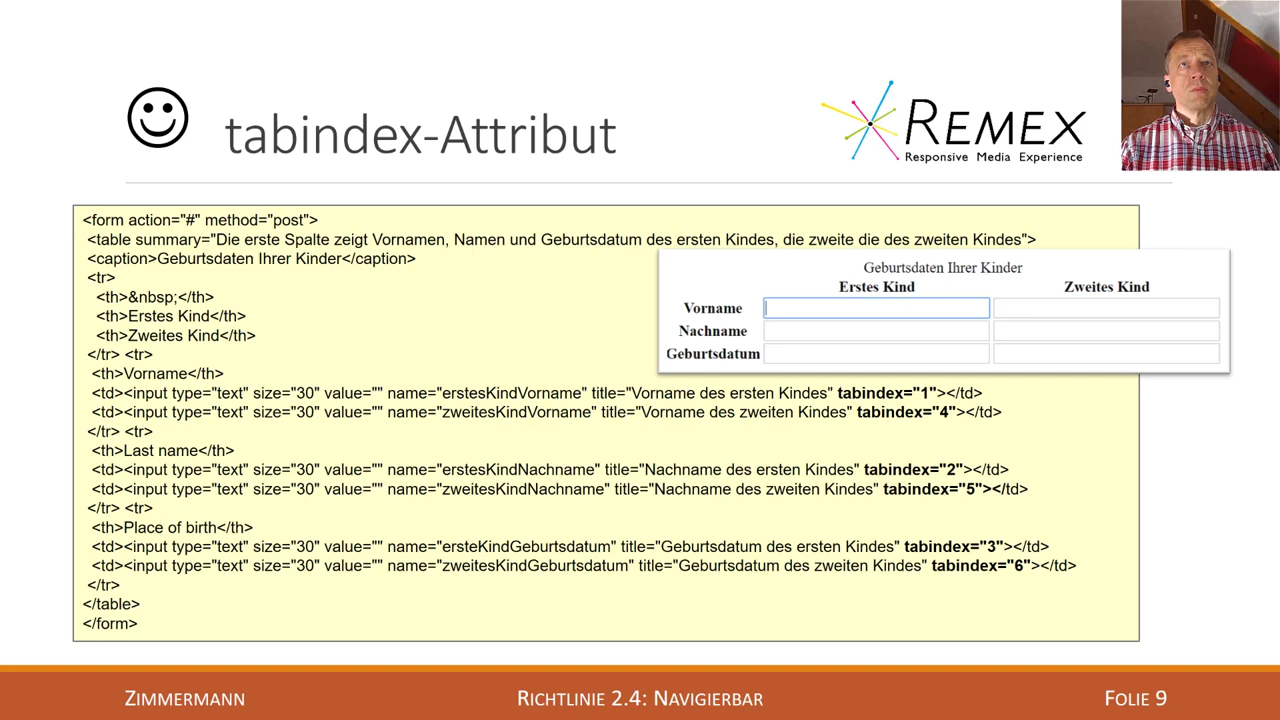 tabindex-Attribut
REMEX
Responsive Media Experience
<form action="#" method="post">
<table summary="Die erste Spalte zeigt Vornamen, Namen und Geburtsdatum des ersten Kindes, die zweite die des zweiten Kindes">
<caption>Geburtsdaten Ihrer Kinder</caption>
<tr>
<th>&nbsp;</th>
<th>Erstes Kind</th>
<th>Zweites Kind</th>
</tr> <tr>
<th>Vorname</th>
<td><input type="text" size="30" value="" name="erstesKindVorname" title="Vorname des ersten Kindes" tabindex="1"></td>
<td><input type="text" size="30" value="" name="zweitesKindVorname" title="Vorname des zweiten Kindes" tabindex="4"></td>
</tr> <tr>
<th>Last name</th>
<td><input type="text" size="30" value="" name="erstesKindNachname" title="Nachname des ersten Kindes" tabindex="2"></td>
<td><input type="text" size="30" value="" name="zweitesKindNachname" title="Nachname des zweiten Kindes" tabindex="5"></td>
</tr> <tr>
<th>Place of birth</th>
<td><input type="text" size="30" value="" name="ersteKindGeburtsdatum" title="Geburtsdatum des ersten Kindes" tabindex="3"></td>
<td><input type="text" size="30" value="" name="zweitesKindGeburtsdatum" title="Geburtsdatum des zweiten Kindes" tabindex="6"></td>
</tr>
</table>
</form>
Geburtsdaten Ihrer Kinder
Erstes Kind Zweites Kind
Vorname
Nachname
Geburtsdatum
ZIMMERMANN RICHTLINIE 2.4: NAVIGIERBAR FOLIE 9